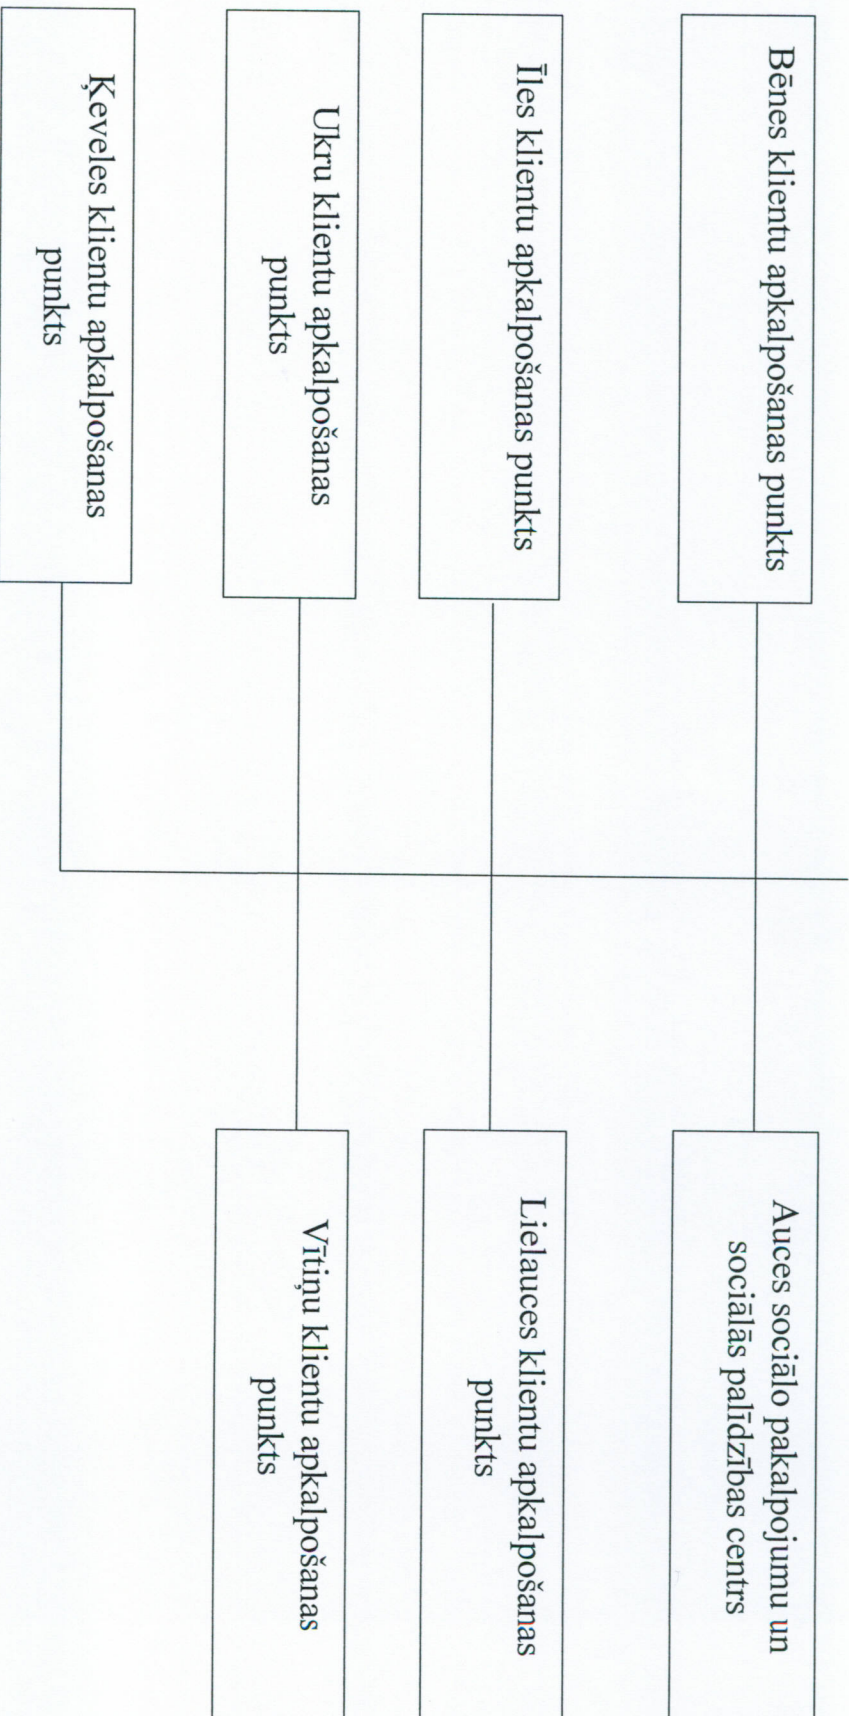 Bēnes klientu apkalpošanas punkts
Auces sociālo pakalpojumu un
sociālās palīdzības centrs
Īles klientu apkalpošanas punkts
Lielauces klientu apkalpošanas
punkts
Ukru klientu apkalpošanas
punkts
Vītiņu klientu apkalpošanas
punkts
Ķeveles klientu apkalpošanas
punkts